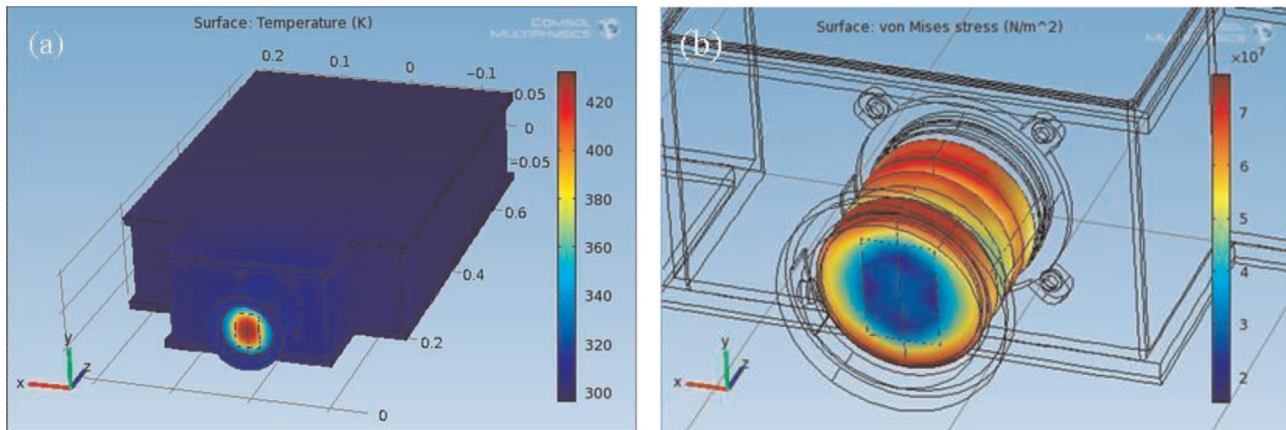 (a)
Surface: Temperature (K)
COMSOL
MULTIPHYSICS
0.2
0.1
0
−0.1
0.05
0
−0.05
0.6
0.4
0.2
0
420
400
380
360
340
320
300
x
y
z
(b)
Surface: von Mises stress (N/m^2)
×10⁷
7
6
5
4
3
2
x
y
z